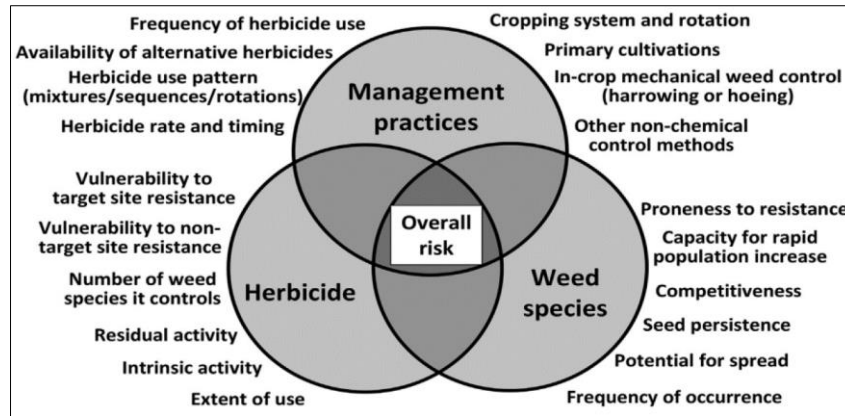 Frequency of herbicide use
Availability of alternative herbicides
Herbicide use pattern
(mixtures/sequences/rotations)
Herbicide rate and timing
Cropping system and rotation
Primary cultivations
In-crop mechanical weed control
(harrowing or hoeing)
Other non-chemical
control methods
Management
practices
Vulnerability to
target site resistance
Vulnerability to non-
target site resistance
Number of weed
species it controls
Residual activity
Intrinsic activity
Extent of use
Herbicide
Overall
risk
Weed
species
Proneness to resistance
Capacity for rapid
population increase
Competitiveness
Seed persistence
Potential for spread
Frequency of occurrence